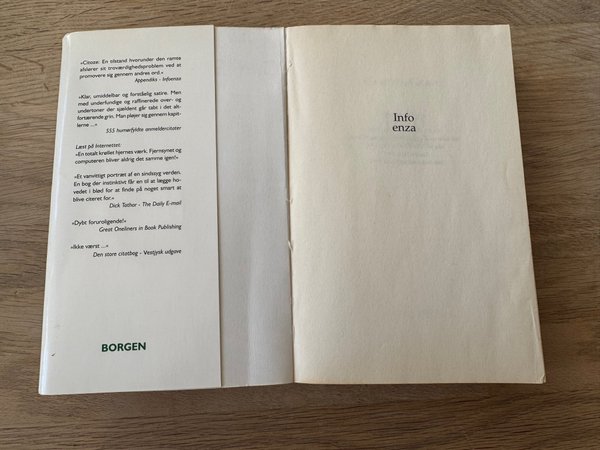 »Citoze: En tilstand hvorunder den ramte
afslører sit troværdighedsproblem ved at
promovere sig gennem andres ord.«
Appendiks - Infoenza
»Klar, umiddelbar og forståelig satire. Men
med underfundige og raffinerede over- og
undertoner der sjældent går tabt i det alt-
fortærende grin. Man pløjer sig gennem kapit-
lerne ...«
555 humørfyldte anmeldercitater
Læst på Internettet:
»En totalt krøllet hjernes værk. Fjernsynet og
computeren bliver aldrig det samme igen!«
»Et vanvittigt portræt af en sindssyg verden.
En bog der instinktivt får en til at lægge ho-
vedet i blød for at finde på noget smart at
blive citeret for.«
Dick Tathor - The Daily E-mail
»Dybt foruroligende!«
Great Oneliners in Book Publishing
»Ikke værst ...«
Den store citatbog - Vestjysk udgave
BORGEN
Info
enza